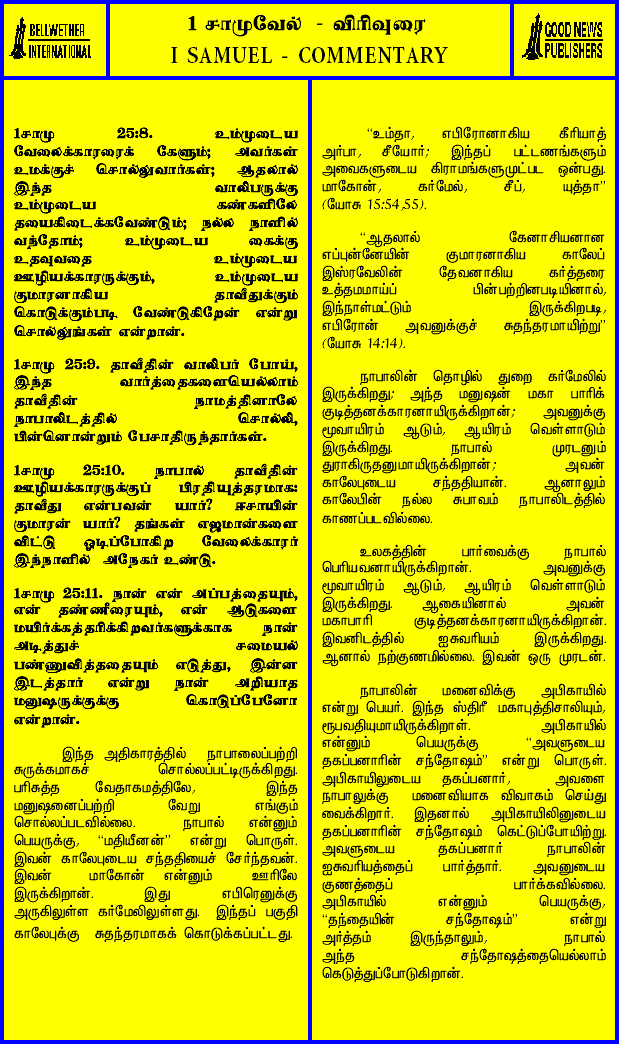 BELLWETHER
INTERNATIONAL
1 சாமுவேல் - விரிவுரை
I SAMUEL - COMMENTARY
GOOD NEWS
PUBLISHERS
1சாமு 25:8. உம்முடைய
வேலைக்காரரைக் கேளும்; அவர்கள்
உமக்குச் சொல்லுவார்கள்; ஆதலால்
இந்த வாலிபருக்கு
உம்முடைய கண்களிலே
தயைகிடைக்கவேண்டும்; நல்ல நாளில்
வந்தோம்; உம்முடைய கைக்கு
உதவுவதை உம்முடைய
ஊழியக்காரருக்கும், உம்முடைய
குமாரனாகிய தாவீதுக்கும்
கொடுக்கும்படி வேண்டுகிறேன் என்று
சொல்லுங்கள் என்றான்.
1சாமு 25:9. தாவீதின் வாலிபர் போய்,
இந்த வார்த்தைகளையெல்லாம்
தாவீதின் நாமத்தினாலே
நாபாலிடத்தில் சொல்லி,
பின்னொன்றும் பேசாதிருந்தார்கள்.
1சாமு 25:10. நாபால் தாவீதின்
ஊழியக்காரருக்குப் பிரதியுத்தரமாக:
தாவீது என்பவன் யார்? ஈசாயின்
குமாரன் யார்? தங்கள் எஜமான்களை
விட்டு ஓடிப்போகிற வேலைக்காரர்
இந்நாளில் அநேகர் உண்டு.
1சாமு 25:11. நான் என் அப்பத்தையும்,
என் தண்ணீரையும், என் ஆடுகளை
மயிர்க்கத்தரிக்கிறவர்களுக்காக நான்
அடித்துச் சமையல்
பண்ணுவித்ததையும் எடுத்து, இன்ன
இடத்தார் என்று நான் அறியாத
மனுஷருக்குக்கு கொடுப்பேனோ
என்றான்.
இந்த அதிகாரத்தில் நாபாலைப்பற்றி
சுருக்கமாகச் சொல்லப்பட்டிருக்கிறது.
பரிசுத்த வேதாகமத்திலே, இந்த
மனுஷனைப்பற்றி வேறு எங்கும்
சொல்லப்படவில்லை. நாபால் என்னும்
பெயருக்கு, “மதியீனன்” என்று பொருள்.
இவன் காலேபுடைய சந்ததியைச் சேர்ந்தவன்.
இவன் மாகோன் என்னும் ஊரிலே
இருக்கிறான். இது எபிரெனுக்கு
அருகிலுள்ள கர்மேலிலுள்ளது. இந்தப் பகுதி
காலேபுக்கு சுதந்தரமாகக் கொடுக்கப்பட்டது.
“உம்தா, எபிரோனாகிய கீரியாத்
அர்பா, சீயோர்; இந்தப் பட்டணங்களும்
அவைகளுடைய கிராமங்களுமுட்பட ஒன்பது.
மாகோன், கர்மேல், சீப், யுத்தா”
(யோசு 15:54,55).
“ஆதலால் கேனாசியனான
எப்புன்னேயின் குமாரனாகிய காலேப்
இஸ்ரவேலின் தேவனாகிய கர்த்தரை
உத்தமமாய்ப் பின்பற்றினபடியினால்,
இந்நாள்மட்டும் இருக்கிறபடி,
எபிரோன் அவனுக்குச் சுதந்தரமாயிற்று”
(யோசு 14:14).
நாபாலின் தொழில் துறை கர்மேலில்
இருக்கிறது; அந்த மனுஷன் மகா பாரிக்
குடித்தனக்காரனாயிருக்கிறான்; அவனுக்கு
மூவாயிரம் ஆடும், ஆயிரம் வெள்ளாடும்
இருக்கிறது. நாபால் முரடனும்
துராகிருதனுமாயிருக்கிறான்; அவன்
காலேபுடைய சந்ததியான். ஆனாலும்
காலேபின் நல்ல சுபாவம் நாபாலிடத்தில்
காணப்படவில்லை.
உலகத்தின் பார்வைக்கு நாபால்
பெரியவனாயிருக்கிறான். அவனுக்கு
மூவாயிரம் ஆடும், ஆயிரம் வெள்ளாடும்
இருக்கிறது. ஆகையினால் அவன்
மகாபாரி குடித்தனக்காரனாயிருக்கிறான்.
இவனிடத்தில் ஐசுவரியம் இருக்கிறது.
ஆனால் நற்குணமில்லை. இவன் ஒரு முரடன்.
நாபாலின் மனைவிக்கு அபிகாயில்
என்று பெயர். இந்த ஸ்திரீ மகாபுத்திசாலியும்,
ரூபவதியுமாயிருக்கிறாள். அபிகாயில்
என்னும் பெயருக்கு “அவளுடைய
தகப்பனாரின் சந்தோஷம்” என்று பொருள்.
அபிகாயிலுடைய தகப்பனார், அவளை
நாபாலுக்கு மனைவியாக விவாகம் செய்து
வைக்கிறார். இதனால் அபிகாயிலினுடைய
தகப்பனாரின் சந்தோஷம் கெட்டுப்போயிற்று.
அவளுடைய தகப்பனார் நாபாலின்
ஐசுவரியத்தைப் பார்த்தார். அவனுடைய
குணத்தைப் பார்க்கவில்லை.
அபிகாயில் என்னும் பெயருக்கு,
“தந்தையின் சந்தோஷம்” என்று
அர்த்தம் இருந்தாலும், நாபால்
அந்த சந்தோஷத்தையெல்லாம்
கெடுத்துப்போடுகிறான்.